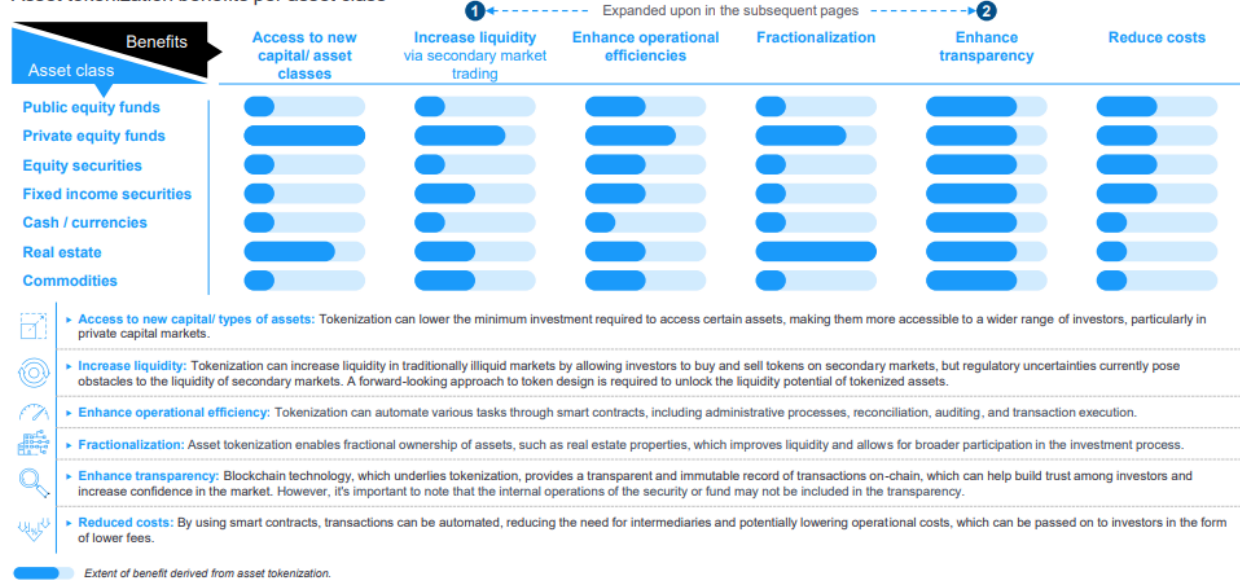 Asset tokenization benefits per asset class
1 Expanded upon in the subsequent pages 2
Benefits
Asset class
Access to new
capital/ asset
classes
Increase liquidity
via secondary market
trading
Enhance operational
efficiencies
Fractionalization
Enhance
transparency
Reduce costs
Public equity funds
Private equity funds
Equity securities
Fixed income securities
Cash / currencies
Real estate
Commodities
▸ Access to new capital/ types of assets: Tokenization can lower the minimum investment required to access certain assets, making them more accessible to a wider range of investors, particularly in
private capital markets.
▸ Increase liquidity: Tokenization can increase liquidity in traditionally illiquid markets by allowing investors to buy and sell tokens on secondary markets, but regulatory uncertainties currently pose
obstacles to the liquidity of secondary markets. A forward-looking approach to token design is required to unlock the liquidity potential of tokenized assets.
▸ Enhance operational efficiency: Tokenization can automate various tasks through smart contracts, including administrative processes, reconciliation, auditing, and transaction execution.
▸ Fractionalization: Asset tokenization enables fractional ownership of assets, such as real estate properties, which improves liquidity and allows for broader participation in the investment process.
▸ Enhance transparency: Blockchain technology, which underlies tokenization, provides a transparent and immutable record of transactions on-chain, which can help build trust among investors and
increase confidence in the market. However, it's important to note that the internal operations of the security or fund may not be included in the transparency.
▸ Reduced costs: By using smart contracts, transactions can be automated, reducing the need for intermediaries and potentially lowering operational costs, which can be passed on to investors in the form
of lower fees.
Extent of benefit derived from asset tokenization.